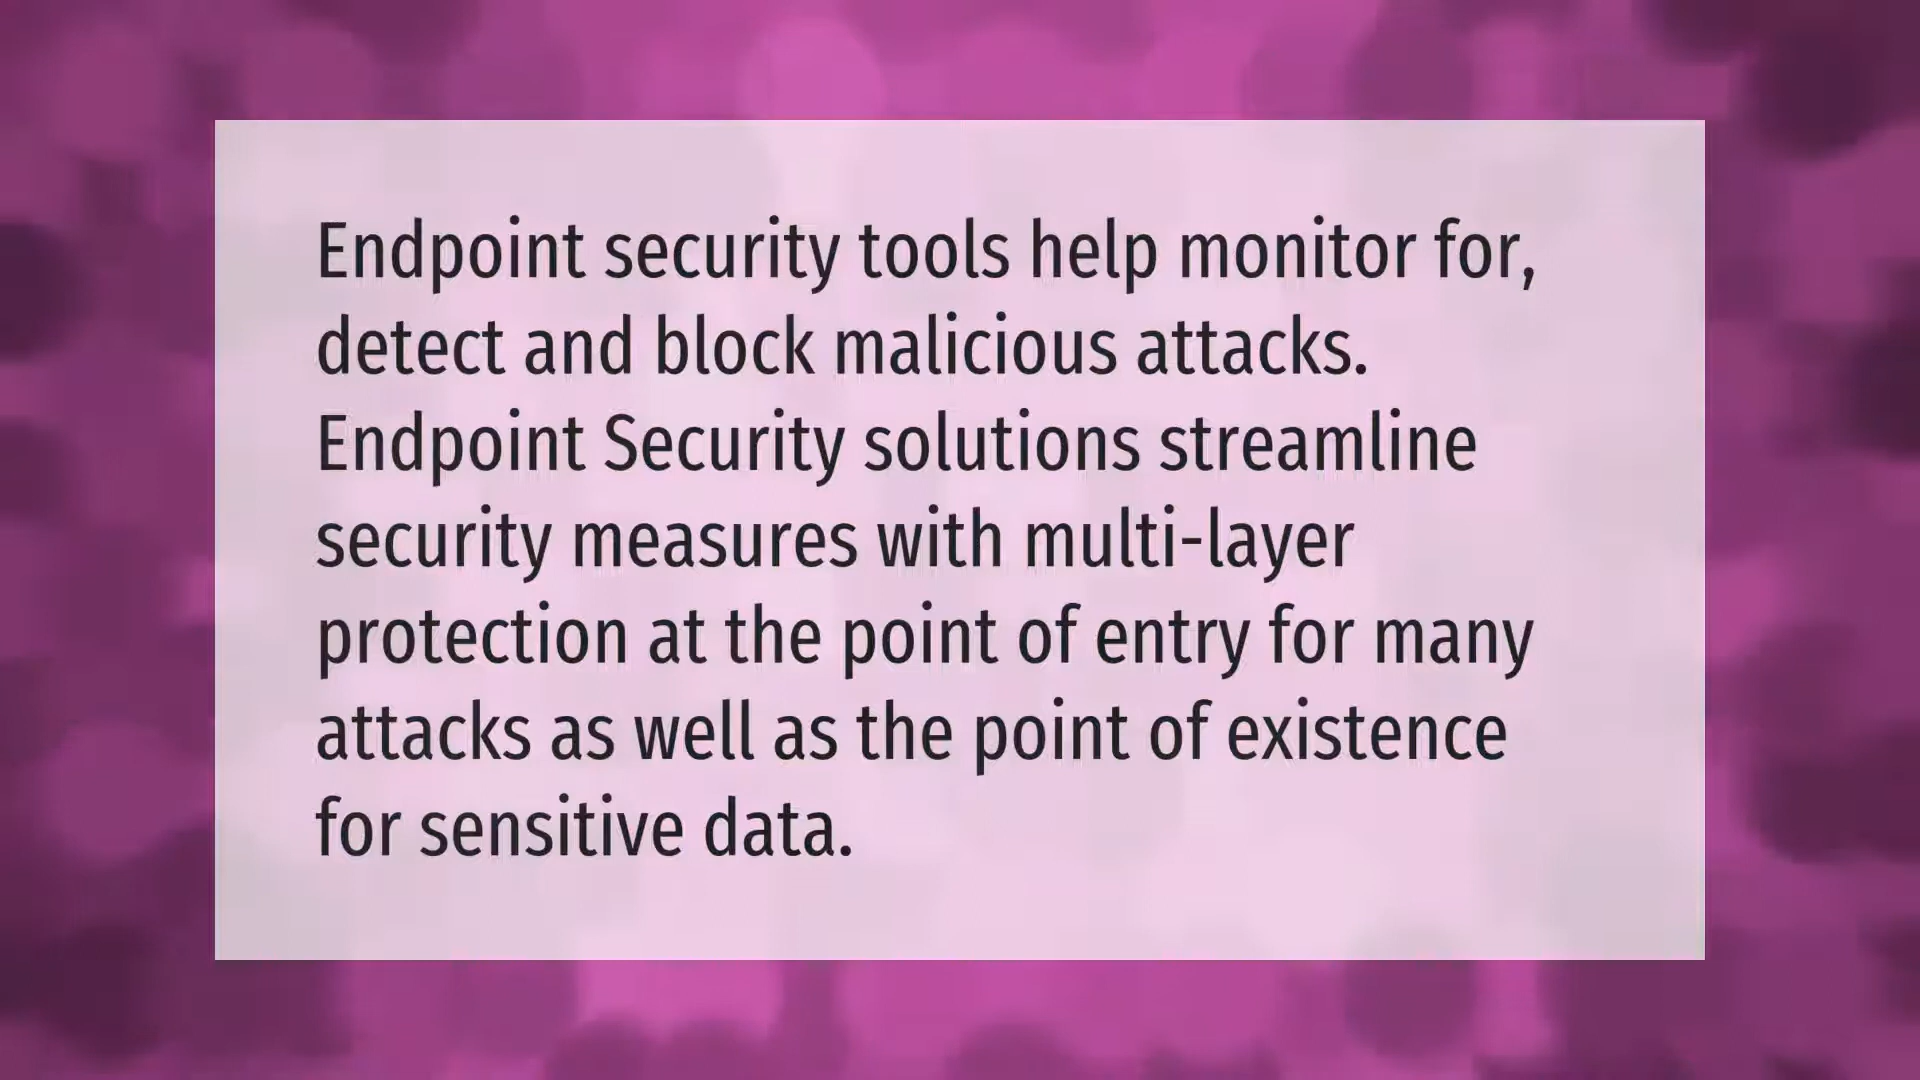 Endpoint security tools help monitor for,
detect and block malicious attacks.
Endpoint Security solutions streamline
security measures with multi-layer
protection at the point of entry for many
attacks as well as the point of existence
for sensitive data.